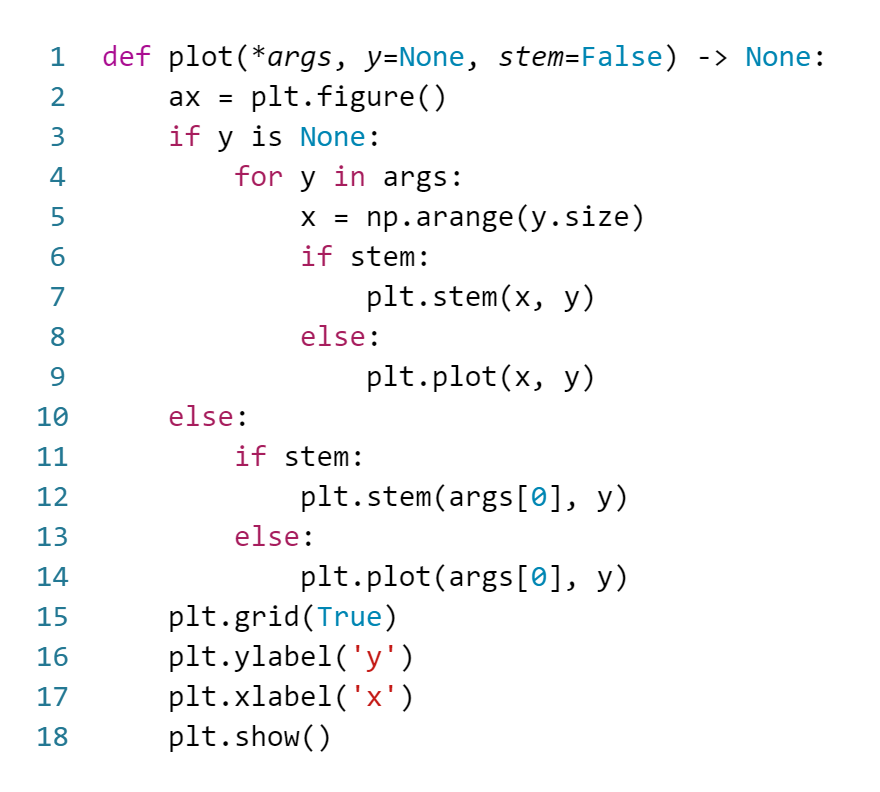 1 def plot(*args, y=None, stem=False) -> None:
2     ax = plt.figure()
3     if y is None:
4         for y in args:
5             x = np.arange(y.size)
6             if stem:
7                 plt.stem(x, y)
8             else:
9                 plt.plot(x, y)
10     else:
11         if stem:
12             plt.stem(args[0], y)
13         else:
14             plt.plot(args[0], y)
15     plt.grid(True)
16     plt.ylabel('y')
17     plt.xlabel('x')
18     plt.show()